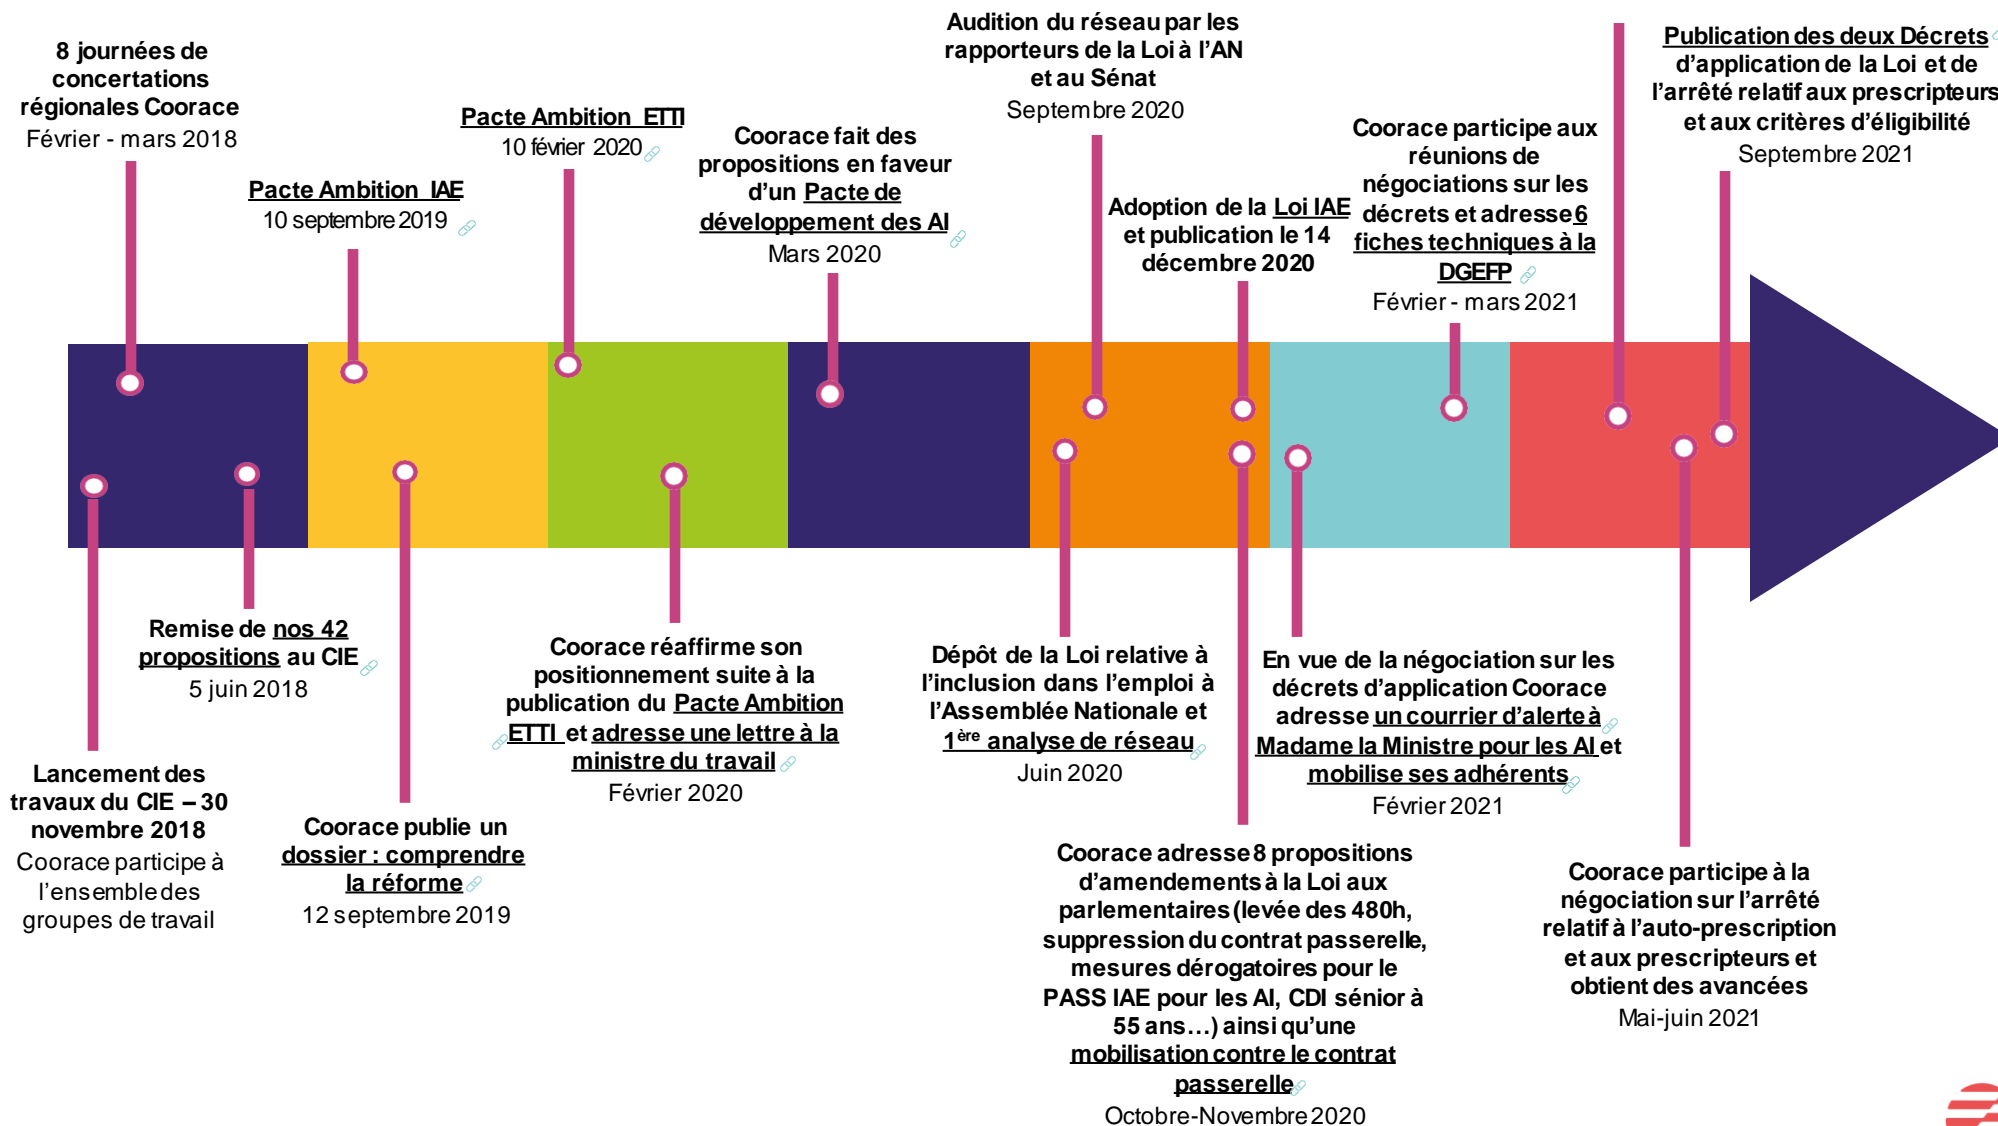 8 journées de
concertations
régionales Coorace
Février - mars 2018
Pacte Ambition IAE
10 septembre 2019
Pacte Ambition ETTI
10 février 2020
Coorace fait des
propositions en faveur
d’un Pacte de
développement des AI
Mars 2020
Audition du réseau par les
rapporteurs de la Loi à l’AN
et au Sénat
Septembre 2020
Adoption de la Loi IAE
et publication le 14
décembre 2020
Coorace participe aux
réunions de
négociations sur les
décrets et adresse 6
fiches techniques à la
DGEFP
Février - mars 2021
Publication des deux Décrets
d’application de la Loi et de
l’arrêté relatif aux prescripteurs
et aux critères d’éligibilité
Septembre 2021
Lancement des
travaux du CIE – 30
novembre 2018
Coorace participe à
l’ensemble des
groupes de travail
Remise de nos 42
propositions au CIE
5 juin 2018
Coorace publie un
dossier : comprendre
la réforme
12 septembre 2019
Coorace réaffirme son
positionnement suite à la
publication du Pacte Ambition
ETTI et adresse une lettre à la
ministre du travail
Février 2020
Dépôt de la Loi relative à
l’inclusion dans l’emploi à
l’Assemblée Nationale et
1ère analyse de réseau
Juin 2020
Coorace adresse 8 propositions
d’amendements à la Loi aux
parlementaires (levée des 480h,
suppression du contrat passerelle,
mesures dérogatoires pour le
PASS IAE pour les AI, CDI sénior à
55 ans…) ainsi qu’une
mobilisation contre le contrat
passerelle
Octobre-Novembre 2020
En vue de la négociation sur les
décrets d’application Coorace
adresse un courrier d’alerte à
Madame la Ministre pour les AI et
mobilise ses adhérents
Février 2021
Coorace participe à la
négociation sur l’arrêté
relatif à l’auto-prescription
et aux prescripteurs et
obtient des avancées
Mai-juin 2021